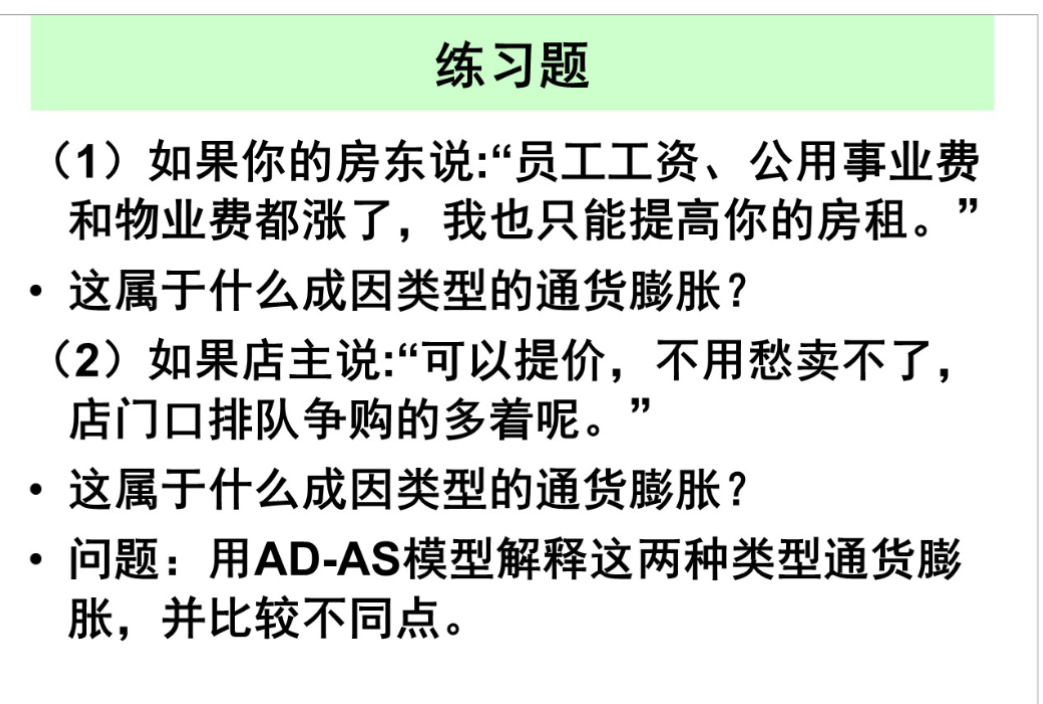 练习题
（1）如果你的房东说:“员工工资、公用事业费
和物业费都涨了，我也只能提高你的房租。”
• 这属于什么成因类型的通货膨胀？
（2）如果店主说:“可以提价，不用愁卖不了，
店门口排队争购的多着呢。”
• 这属于什么成因类型的通货膨胀？
• 问题：用AD-AS模型解释这两种类型通货膨
胀，并比较不同点。